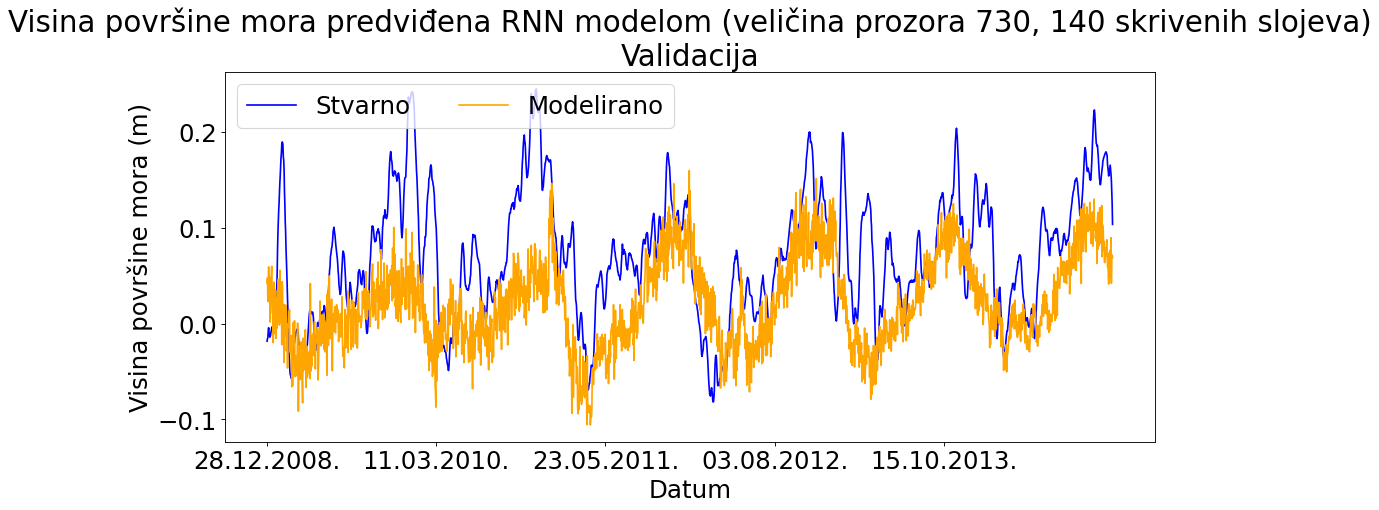 Visina površine mora predviđena RNN modelom (veličina prozora 730, 140 skrivenih slojeva)
Validacija
Stvarno
Modelirano
Visina površine mora (m)
0.2
0.1
0.0
−0.1
28.12.2008.
11.03.2010.
23.05.2011.
03.08.2012.
15.10.2013.
Datum